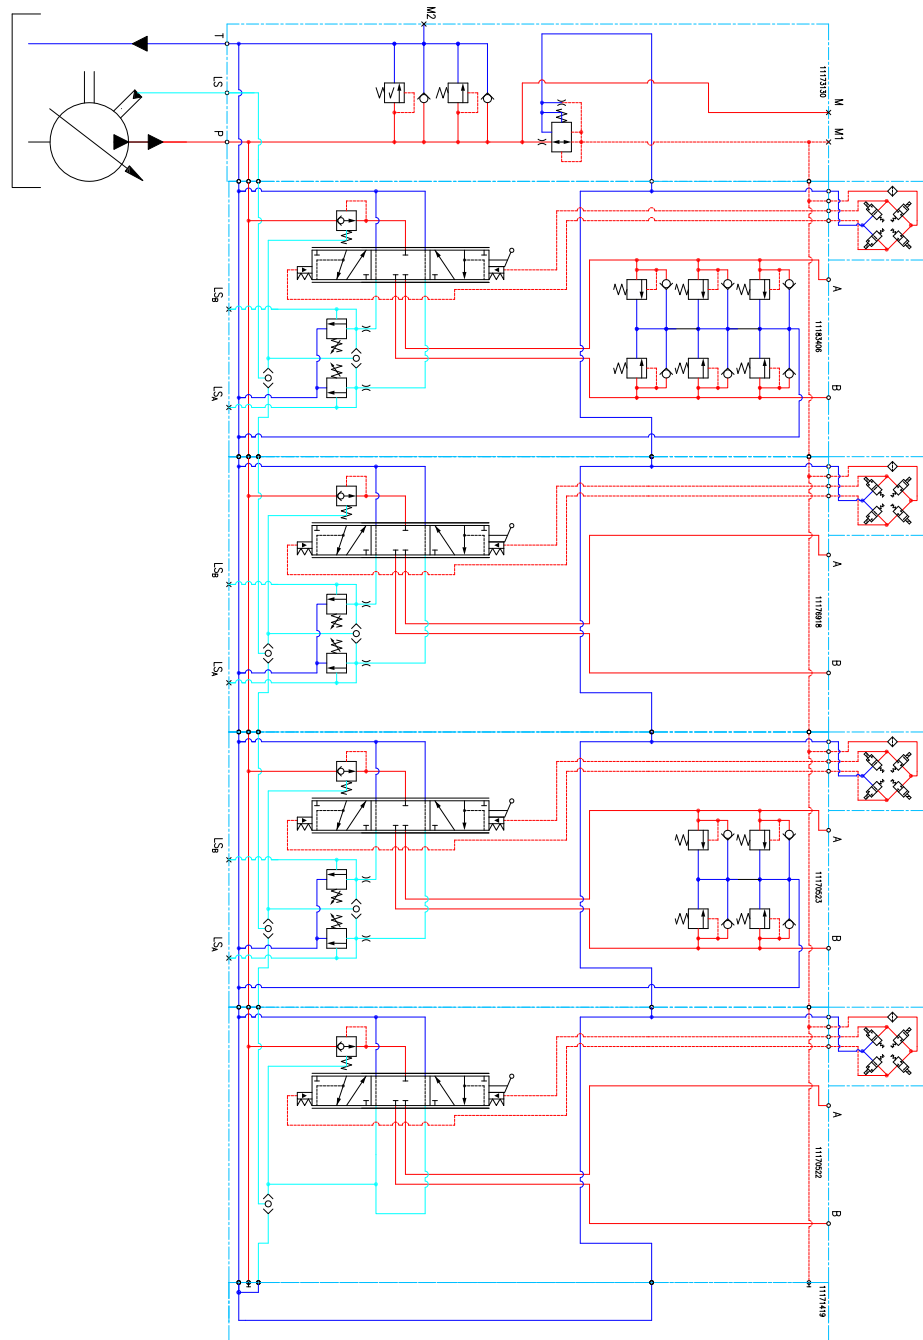 M2
T
LS
P
11173130
M
M1
LSB
LSA
A
11183406
B
LSB
LSA
A
11176918
B
LSB
LSA
A
11170523
B
A
11170522
B
11171419